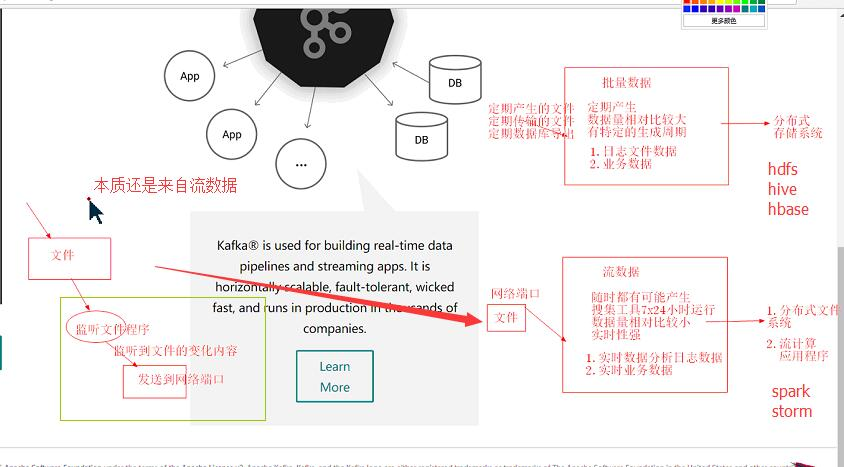 更多颜色
App
DB
App
DB
...
定期产生的文件
定期传输的文件
定期数据库导出
批量数据
定期产生
数据量相对比较大
有特定的生成周期
1. 日志文件数据
2. 业务数据
分布式
存储系统
hdfs
hive
hbase
本质还是来自流数据
文件
监听文件程序
监听到文件的变化内容
发送到网络端口
Kafka® is used for building real-time data
pipelines and streaming apps. It is
horizontally scalable, fault-tolerant, wicked
fast, and runs in production in thousands of
companies.
Learn
More
网络端口
文件
流数据
随时都有可能产生
搜集工具7x24小时运行
数据量相对比较小
实时性强
1. 实时数据分析日志数据
2. 实时业务数据
1. 分布式文件
系统
2. 流计算
应用程序
spark
storm